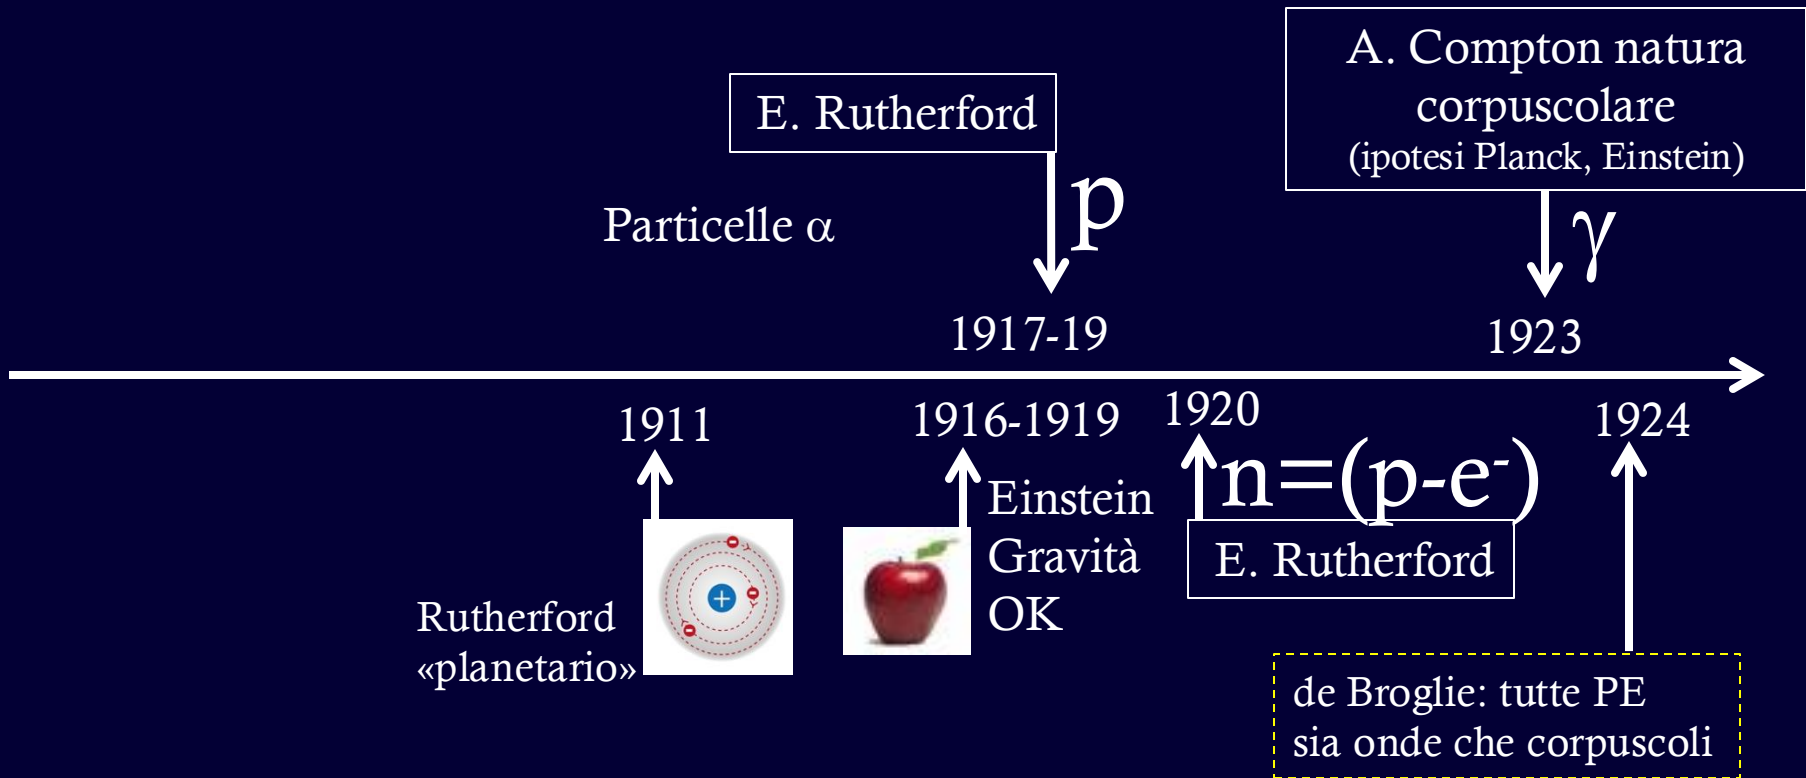 A. Compton natura
corpuscolare
(ipotesi Planck, Einstein)
E. Rutherford
p
Particelle α
γ
1917-19
1923
1911
1916-1919
1920
1924
n=(p-e⁻)
Einstein
Gravità
OK
E. Rutherford
+
Rutherford
«planetario»
de Broglie: tutte PE
sia onde che corpuscoli